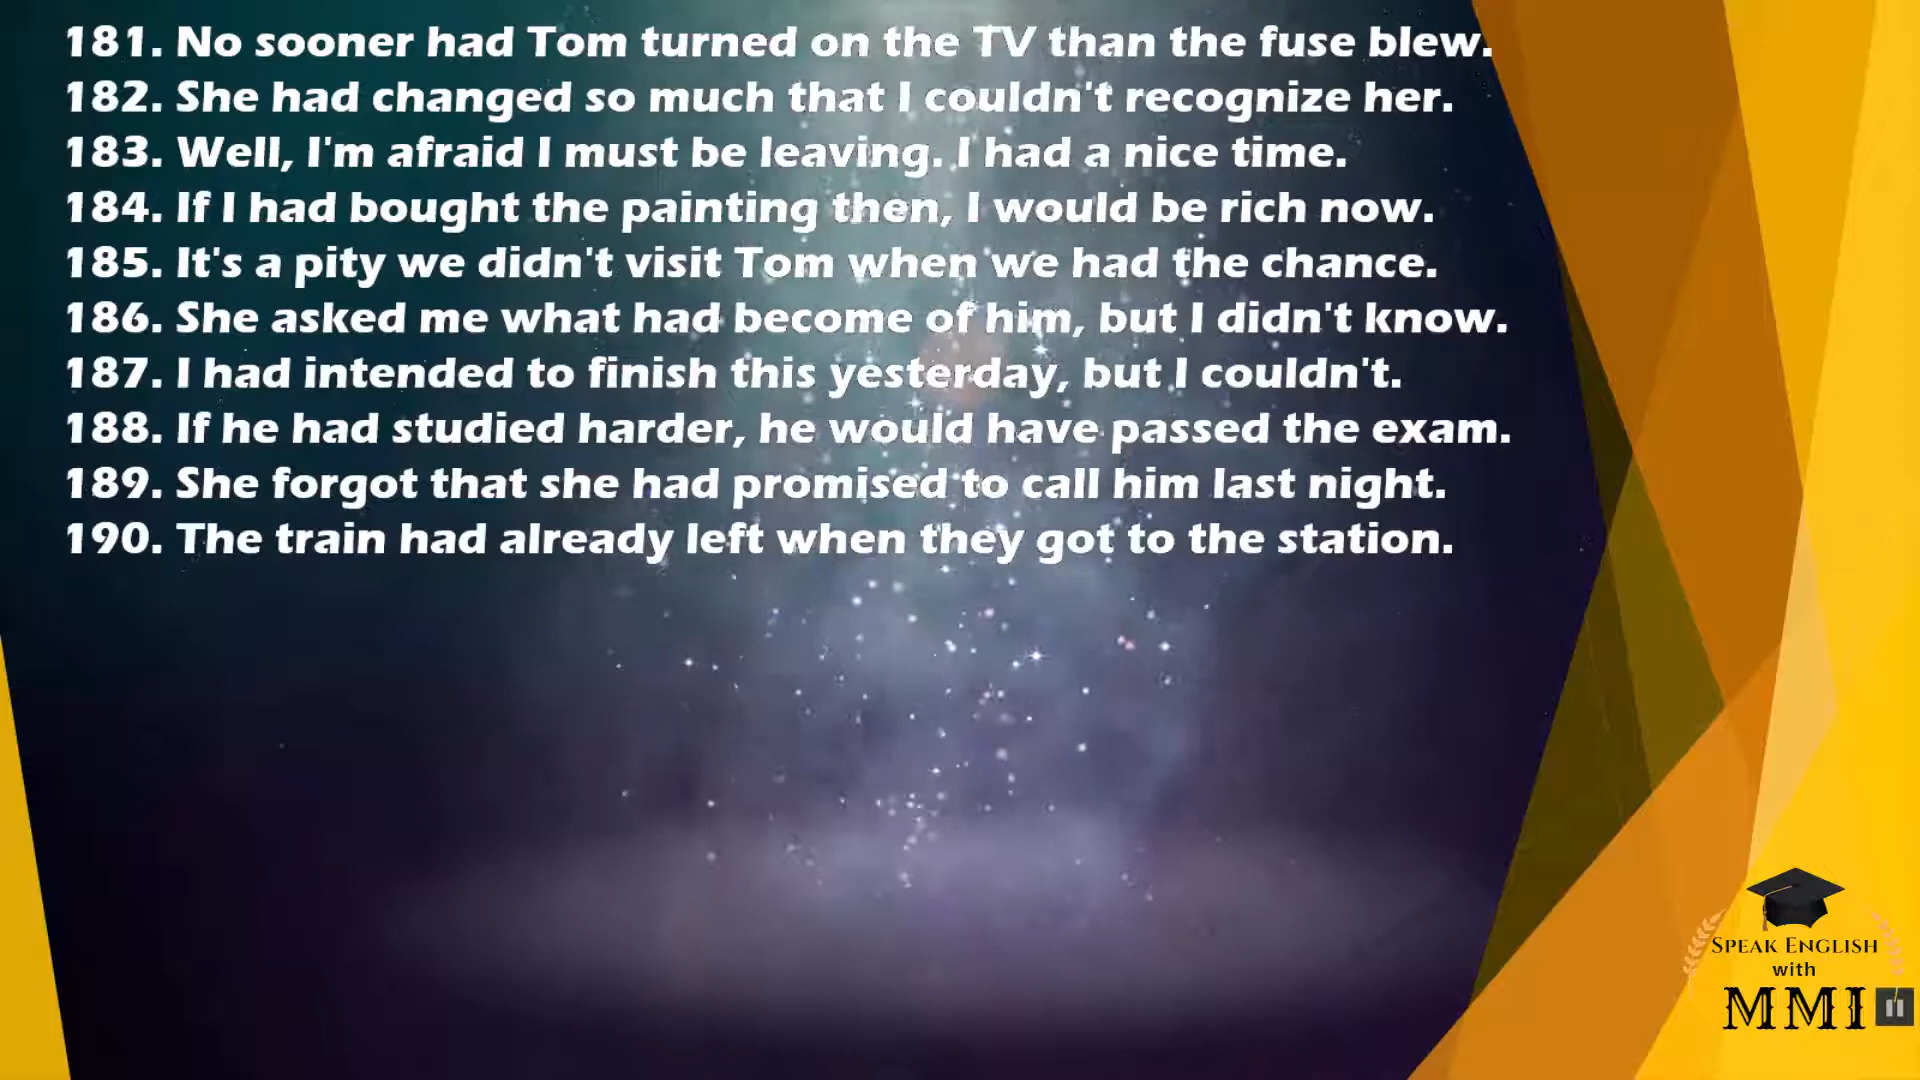 181. No sooner had Tom turned on the TV than the fuse blew.
182. She had changed so much that I couldn't recognize her.
183. Well, I'm afraid I must be leaving. I had a nice time.
184. If I had bought the painting then, I would be rich now.
185. It's a pity we didn't visit Tom when we had the chance.
186. She asked me what had become of him, but I didn't know.
187. I had intended to finish this yesterday, but I couldn't.
188. If he had studied harder, he would have passed the exam.
189. She forgot that she had promised to call him last night.
190. The train had already left when they got to the station.
SPEAK ENGLISH
with
MMI